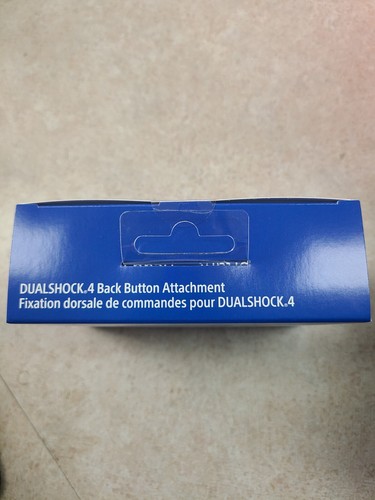 DUALSHOCK®4 Back Button Attachment
Fixation dorsale de commandes pour DUALSHOCK®4